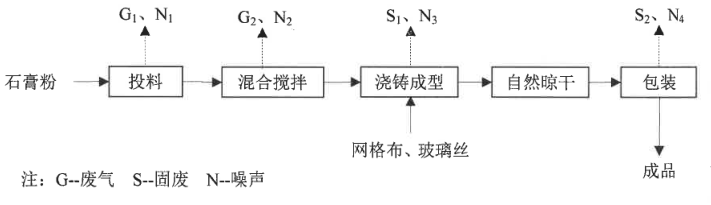 G₁、N₁ G₂、N₂ S₁、N₃ S₂、N₄
石膏粉 投料 混合搅拌 浇铸成型 自然晾干 包装
网格布、玻璃丝 成品
注：G--废气 S--固废 N--噪声